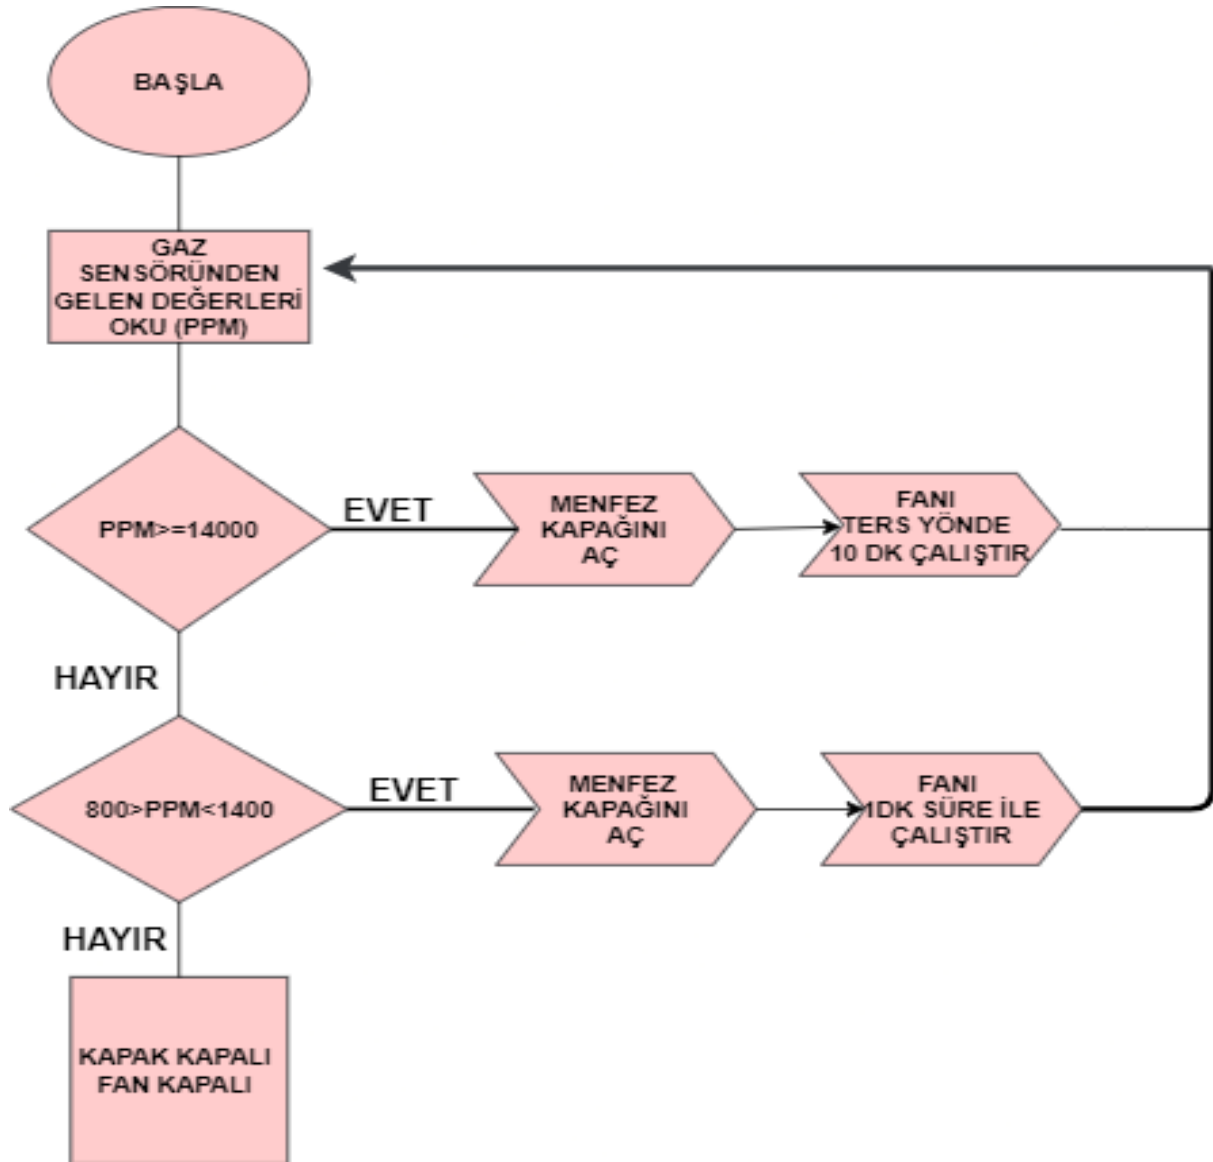 BAŞLA
GAZ
SENSÖRÜNDEN
GELEN DEĞERLERİ
OKU (PPM)
PPM>=14000
EVET
MENFEZ
KAPAĞINI
AÇ
FANI
TERS YÖNDE
10 DK ÇALIŞTIR
HAYIR
800>PPM<1400
EVET
MENFEZ
KAPAĞINI
AÇ
FANI
1DK SÜRE İLE
ÇALIŞTIR
HAYIR
KAPAK KAPALI
FAN KAPALI